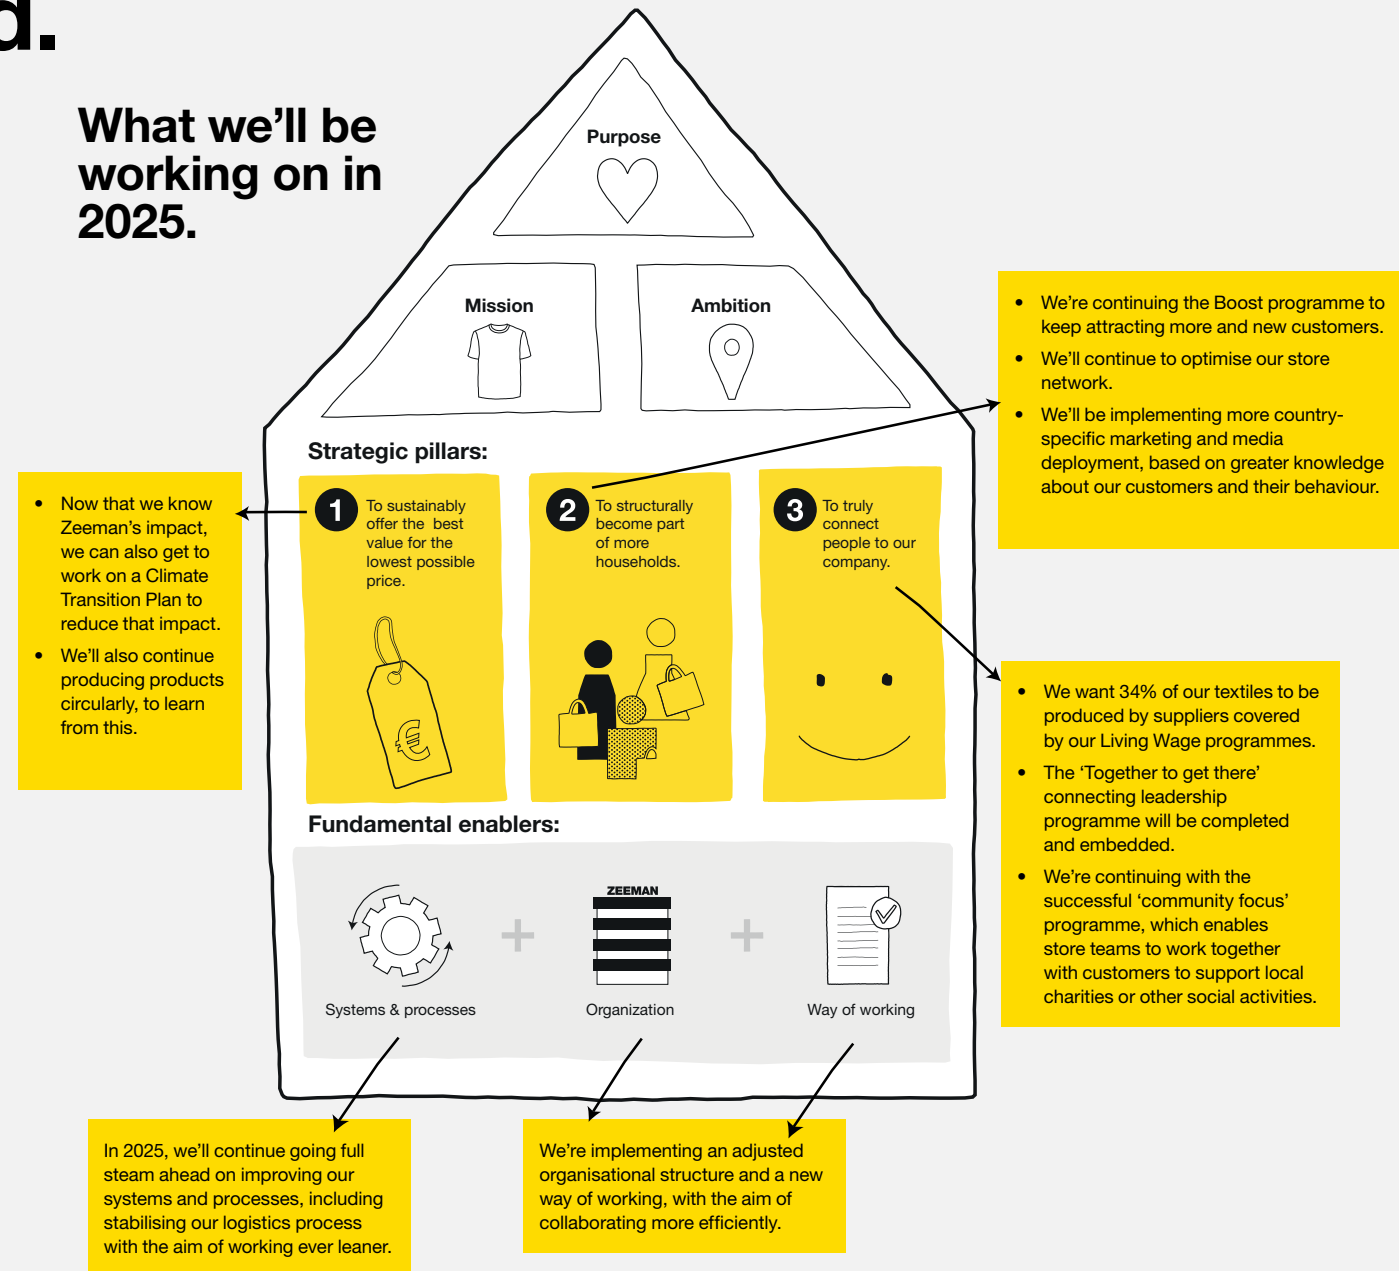 d.
What we’ll be
working on in
2025.
Purpose
Mission
Ambition
Strategic pillars:
1
To sustainably
offer the best
value for the
lowest possible
price.
2
To structurally
become part
of more
households.
3
To truly
connect
people to our
company.
• Now that we know
Zeeman’s impact,
we can also get to
work on a Climate
Transition Plan to
reduce that impact.
• We’ll also continue
producing products
circularly, to learn
from this.
• We’re continuing the Boost programme to
keep attracting more and new customers.
• We’ll continue to optimise our store
network.
• We’ll be implementing more country-
specific marketing and media
deployment, based on greater knowledge
about our customers and their behaviour.
• We want 34% of our textiles to be
produced by suppliers covered
by our Living Wage programmes.
• The ‘Together to get there’
connecting leadership
programme will be completed
and embedded.
• We’re continuing with the
successful ‘community focus’
programme, which enables
store teams to work together
with customers to support local
charities or other social activities.
€
Fundamental enablers:
ZEEMAN
+
+
Systems & processes
Organization
Way of working
In 2025, we’ll continue going full
steam ahead on improving our
systems and processes, including
stabilising our logistics process
with the aim of working ever leaner.
We’re implementing an adjusted
organisational structure and a new
way of working, with the aim of
collaborating more efficiently.